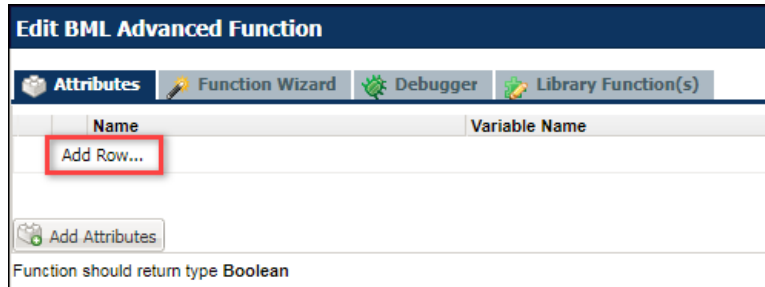 Edit BML Advanced Function
Attributes Function Wizard Debugger Library Function(s)
Name Variable Name
Add Row...
Add Attributes
Function should return type Boolean